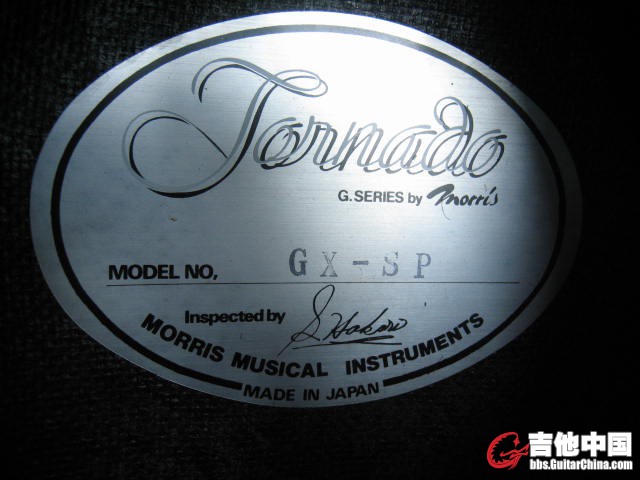 Tornado
G. SERIES by Morris
MODEL NO, GX-SP
Inspected by S. Hakoro
MORRIS MUSICAL INSTRUMENTS
MADE IN JAPAN
吉他中国
bbs.GuitarChina.com